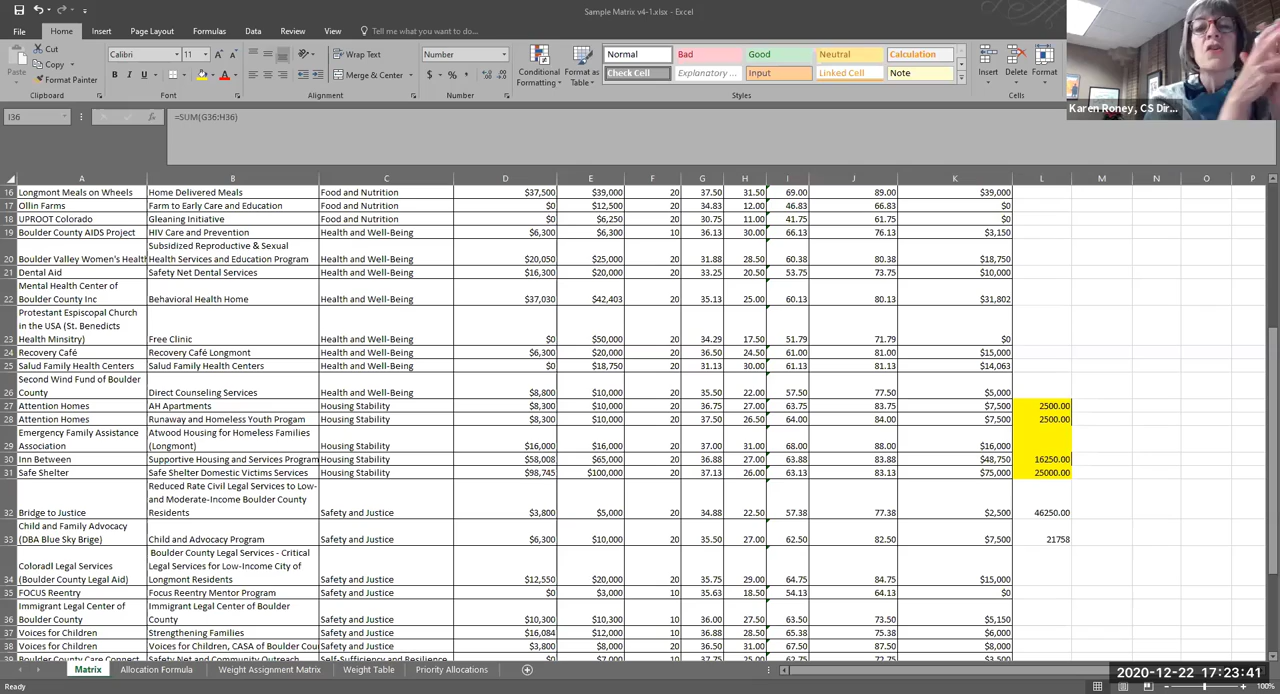 Sample Matrix v4-1.xlsx - Excel
File Home Insert Page Layout Formulas Data Review View Tell me what you want to do...
Paste Cut Copy Format Painter Clipboard
Calibri 11 B I U A Font
Wrap Text Merge & Center Alignment
Number $ % Number
Conditional Formatting Format as Table
Normal Bad Good Neutral Calculation
Check Cell Explanatory ... Input Linked Cell Note
Styles
Insert Delete Format Cells
Karen Roney, CS Dir...
I36 fx =SUM(G36:H36)
A B C D E F G H I J K L M N O P
16 Longmont Meals on Wheels Home Delivered Meals Food and Nutrition $37,500 $39,000 20 37.50 31.50 69.00 89.00 $39,000
17 Ollin Farms Farm to Early Care and Education Food and Nutrition $0 $12,500 20 34.83 12.00 46.83 66.83 $0
18 UPROOT Colorado Gleaning Initiative Food and Nutrition $0 $6,250 20 30.75 11.00 41.75 61.75 $0
19 Boulder County AIDS Project HIV Care and Prevention Health and Well-Being $6,300 $6,300 10 36.13 30.00 66.13 76.13 $3,150
Subsidized Reproductive & Sexual
20 Boulder Valley Women's Healt Health Services and Education Program Health and Well-Being $20,050 $25,000 20 31.88 28.50 60.38 80.38 $18,750
21 Dental Aid Safety Net Dental Services Health and Well-Being $16,300 $20,000 20 33.25 20.50 53.75 73.75 $10,000
Mental Health Center of
22 Boulder County Inc Behavioral Health Home Health and Well-Being $37,030 $42,403 20 35.13 25.00 60.13 80.13 $31,802
Protestant Espiscopal Church
in the USA (St. Benedicts
23 Health Minsitry) Free Clinic Health and Well-Being $0 $50,000 20 34.29 17.50 51.79 71.79 $0
24 Recovery Café Recovery Café Longmont Health and Well-Being $6,300 $20,000 20 36.50 24.50 61.00 81.00 $15,000
25 Salud Family Health Centers Salud Family Health Centers Health and Well-Being $0 $18,750 20 31.13 30.00 61.13 81.13 $14,063
Second Wind Fund of Boulder
26 County Direct Counseling Services Health and Well-Being $8,800 $10,000 20 35.50 22.00 57.50 77.50 $5,000
27 Attention Homes AH Apartments Housing Stability $8,300 $10,000 20 36.75 27.00 63.75 83.75 $7,500 2500.00
28 Attention Homes Runaway and Homeless Youth Progam Housing Stability $8,300 $10,000 20 37.50 26.50 64.00 84.00 $7,500 2500.00
Emergency Family Assistance Atwood Housing for Homeless Families
29 Association (Longmont) Housing Stability $16,000 $16,000 20 37.00 31.00 68.00 88.00 $16,000
30 Inn Between Supportive Housing and Services Program Housing Stability $58,008 $65,000 20 36.88 27.00 63.88 83.88 $48,750 16250.00
31 Safe Shelter Safe Shelter Domestic Victims Services Housing Stability $98,745 $100,000 20 37.13 26.00 63.13 83.13 $75,000 25000.00
Reduced Rate Civil Legal Services to Low-
and Moderate-Income Boulder County
32 Bridge to Justice Residents Safety and Justice $3,800 $5,000 20 34.88 22.50 57.38 77.38 $2,500 46250.00
Child and Family Advocacy
33 (DBA Blue Sky Brige) Child and Advocacy Program Safety and Justice $6,300 $10,000 20 35.50 27.00 62.50 82.50 $7,500 21758
Boulder County Legal Services - Critical
Coloradl Legal Services Legal Services for Low-Income City of
34 (Boulder County Legal Aid) Longmont Residents Safety and Justice $12,550 $20,000 20 35.75 29.00 64.75 84.75 $15,000
35 FOCUS Reentry Focus Reentry Mentor Program Safety and Justice $0 $3,000 10 35.63 18.50 54.13 64.13 $0
Immigrant Legal Center of Immigrant Legal Center of Boulder
36 Boulder County County Safety and Justice $10,300 $10,300 10 36.00 27.50 63.50 73.50 $5,150
37 Voices for Children Strengthening Families Safety and Justice $16,084 $12,000 10 36.88 28.50 65.38 75.38 $6,000
38 Voices for Children Voices for Children, CASA of Boulder Cou Safety and Justice $3,800 $8,000 10 36.50 31.00 67.50 77.50 $4,000
39 Boulder County Care Connect Safety Net and Community Outreach Self-Sufficiency and Resilience $0 $7,000 10 37.75 25.00 62.75 72.75 $3,500
Matrix Allocation Formula Weight Assignment Matrix Weight Table Priority Allocations
Ready
2020-12-22 17:23:41
100%